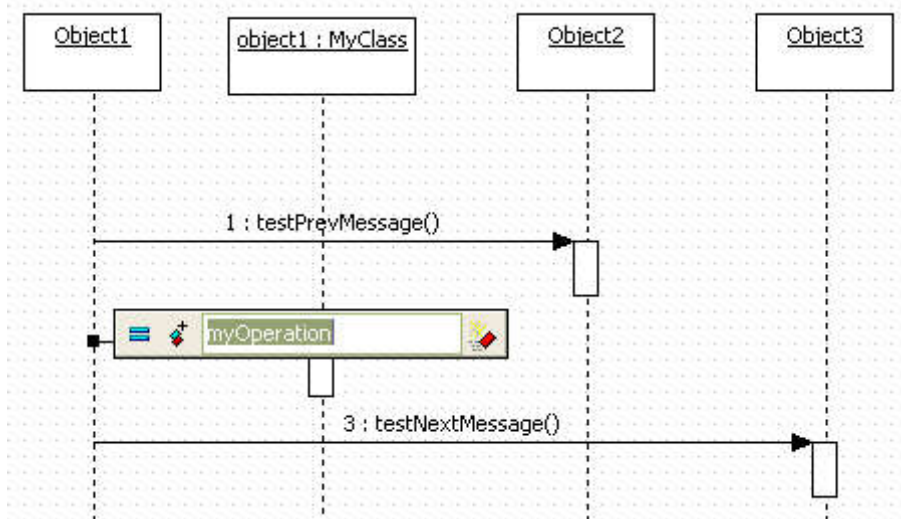 Object1
object1 : MyClass
Object2
Object3
1 : testPrevMessage()
myOperation
3 : testNextMessage()